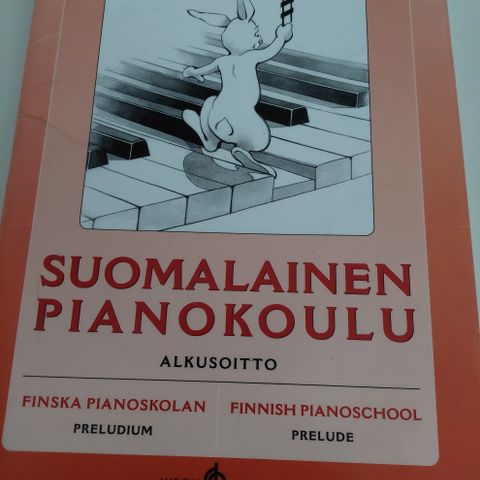 SUOMALAINEN
PIANOKOULU
ALKUSOITTO
FINSKA PIANOSKOLAN
PRELUDIUM
FINNISH PIANOSCHOOL
PRELUDE